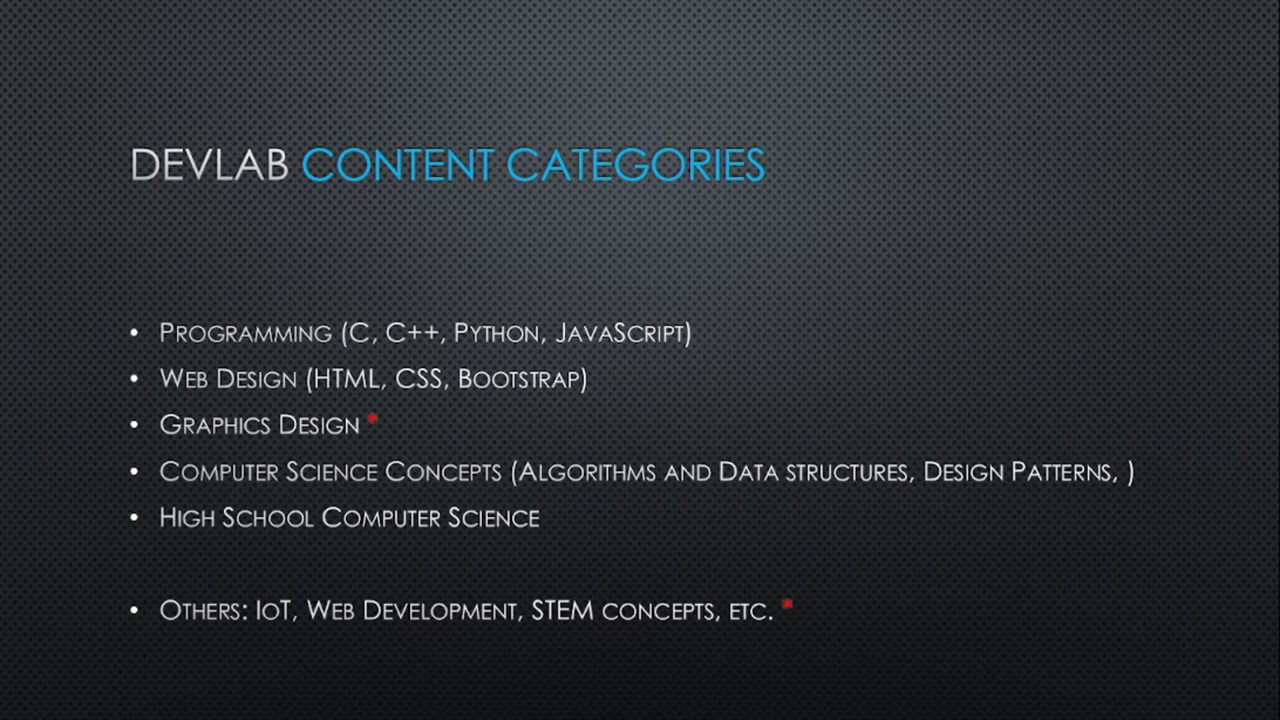 DEVLAB CONTENT CATEGORIES
• PROGRAMMING (C, C++, PYTHON, JAVASCRIPT)
• WEB DESIGN (HTML, CSS, BOOTSTRAP)
• GRAPHICS DESIGN *
• COMPUTER SCIENCE CONCEPTS (ALGORITHMS AND DATA STRUCTURES, DESIGN PATTERNS, )
• HIGH SCHOOL COMPUTER SCIENCE
• OTHERS: IOT, WEB DEVELOPMENT, STEM CONCEPTS, ETC. *